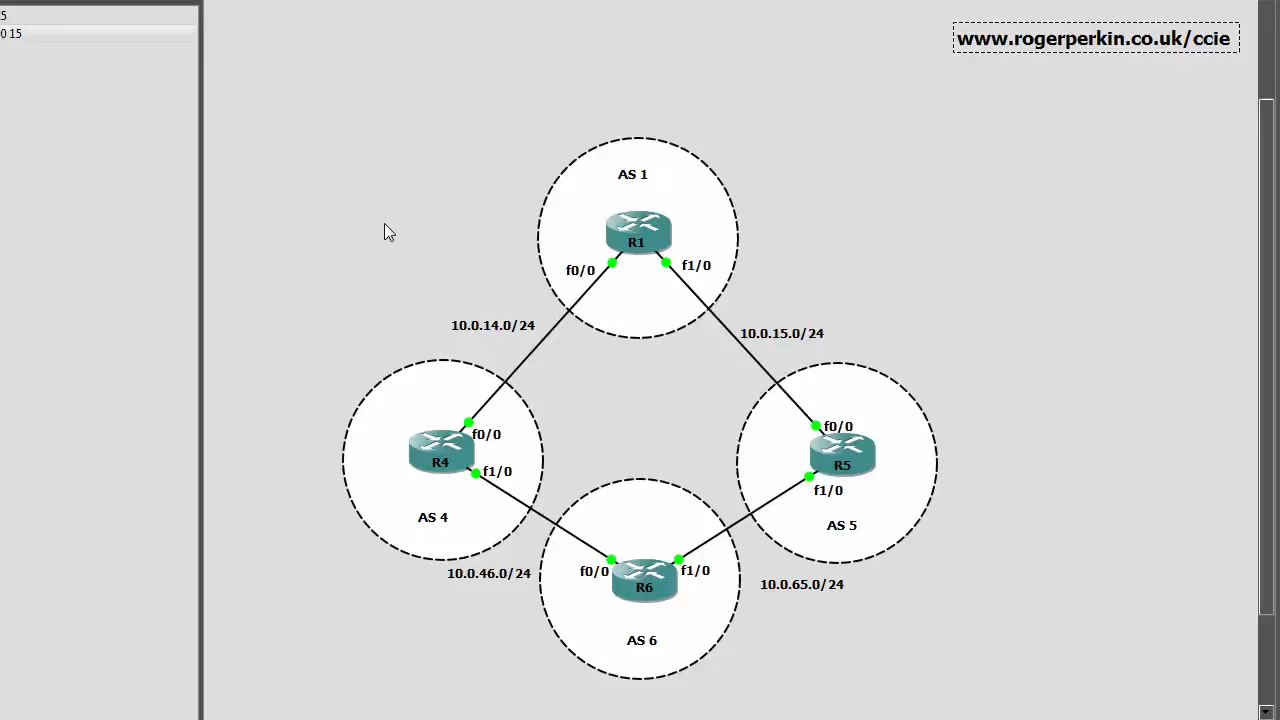 5
0 15
www.rogerperkin.co.uk/ccie
AS 1
R1
f0/0
f1/0
10.0.14.0/24
10.0.15.0/24
f0/0
R4
f1/0
AS 4
f0/0
R5
f1/0
AS 5
10.0.46.0/24
10.0.65.0/24
f0/0
f1/0
R6
AS 6